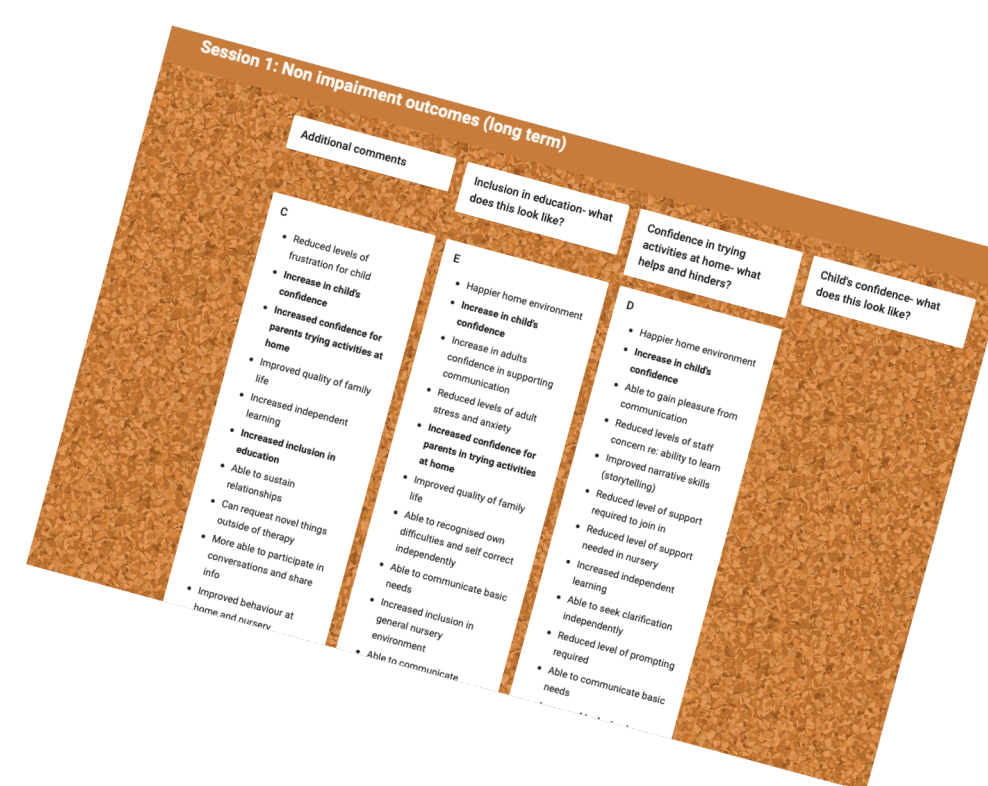 Session 1: Non impairment outcomes (long term)
Additional comments
Inclusion in education- what
does this look like?
Confidence in trying
activities at home- what
helps and hinders?
Child's confidence- what
does this look like?
C
• Reduced levels of
frustration for child
• Increase in child's
confidence
• Increased confidence for
parents trying activities at
home
• Improved quality of family
life
• Increased independent
learning
• Increased inclusion in
education
• Able to sustain
relationships
• Can request novel things
outside of therapy
• More able to participate in
conversations and share
info
• Improved behaviour at
home and nursery
E
• Happier home environment
• Increase in child's
confidence
• Increase in adults
confidence in supporting
communication
• Reduced levels of adult
stress and anxiety
• Increased confidence for
parents in trying activities
at home
• Improved quality of family
life
• Able to recognised own
difficulties and self correct
independently
• Able to communicate basic
needs
• Increased inclusion in
general nursery
environment
• Able to communicate
D
• Happier home environment
• Increase in child's
confidence
• Able to gain pleasure from
communication
• Reduced levels of staff
concern re: ability to learn
• Improved narrative skills
(storytelling)
• Reduced level of support
required to join in
• Reduced level of support
needed in nursery
• Increased independent
learning
• Able to seek clarification
independently
• Reduced level of prompting
required
• Able to communicate basic
needs